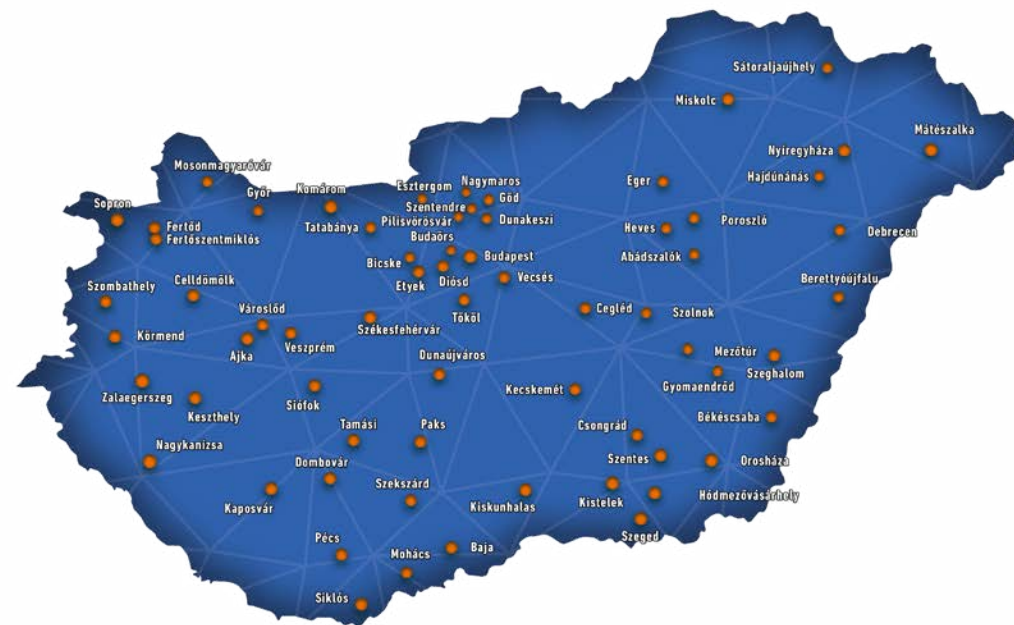 Sátoraljaújhely
Miskolc
Mátészalka
Nyíregyháza
Mosonmagyaróvár
Hajdúnánás
Eger
Nagymaros
Esztergom
Komárom
Győr
Göd
Szentendre
Sopron
Fertőd
Pilisvörösvár
Dunakeszi
Poroszló
Tatabánya
Heves
Debrecen
Fertőszentmiklós
Budaörs
Budapest
Abádszalók
Bicske
Vecsés
Berettyóújfalu
Celldömölk
Etyek
Diósd
Szombathely
Városlőd
Tököl
Cegléd
Szolnok
Körmend
Székesfehérvár
Veszprém
Ajka
Mezőtúr
Dunaújváros
Szeghalom
Gyomaendrőd
Kecskemét
Zalaegerszeg
Siófok
Keszthely
Békéscsaba
Tamási
Paks
Csongrád
Nagykanizsa
Szentes
Orosháza
Dombovár
Szekszárd
Hódmezővásárhely
Kistelek
Kiskunhalas
Kaposvár
Szeged
Pécs
Mohács
Baja
Siklós